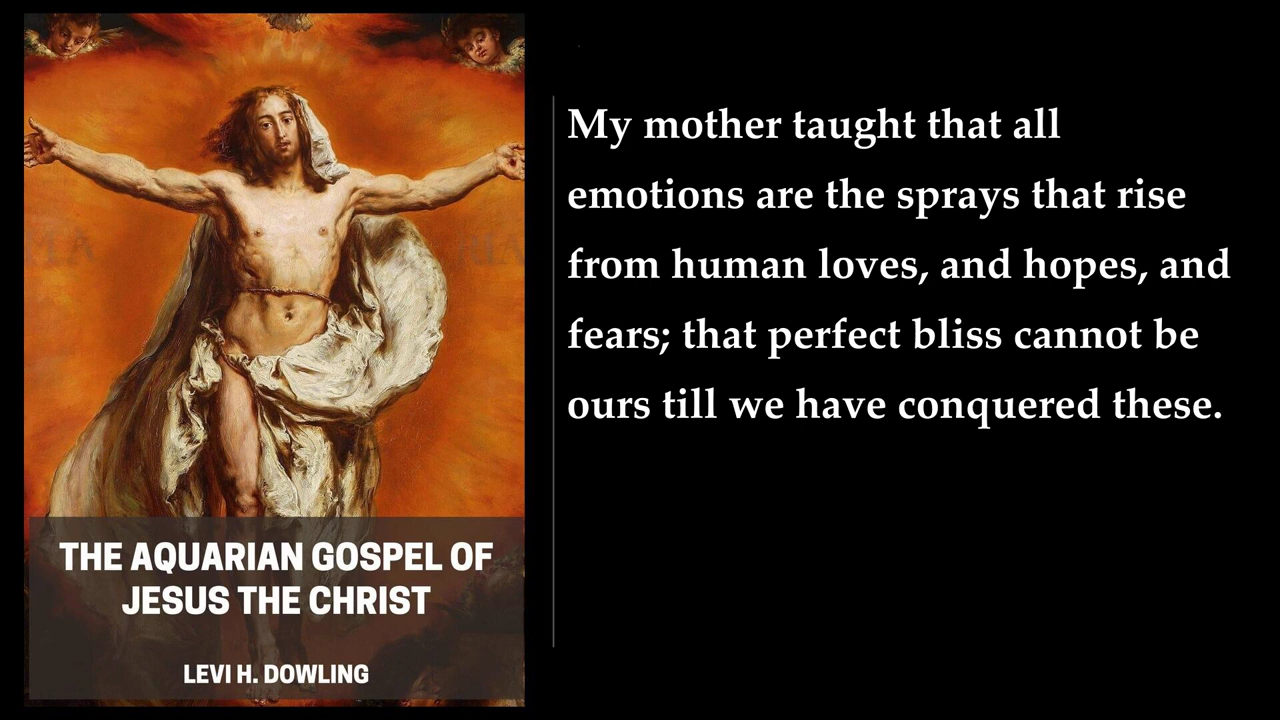 THE AQUARIAN GOSPEL OF
JESUS THE CHRIST
LEVI H. DOWLING
My mother taught that all
emotions are the sprays that rise
from human loves, and hopes, and
fears; that perfect bliss cannot be
ours till we have conquered these.